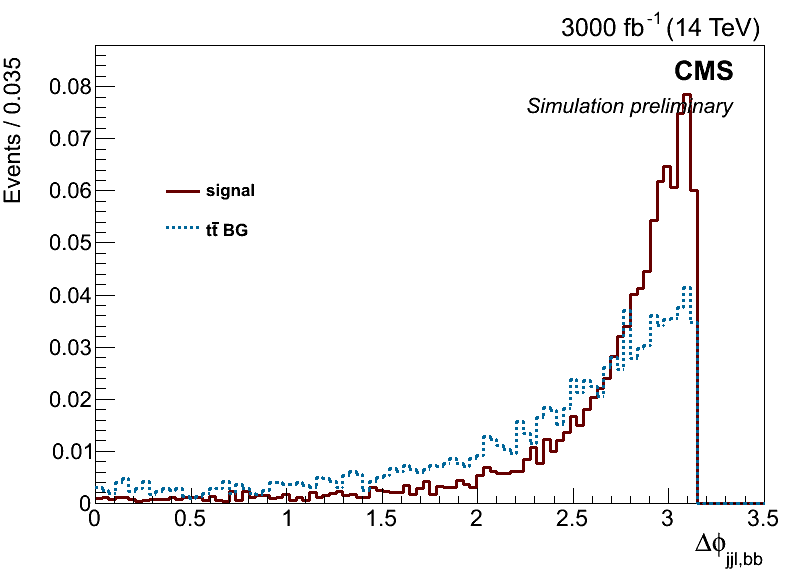 3000 fb⁻¹ (14 TeV)
CMS
Simulation preliminary
Events / 0.035
0.08
0.07
0.06
0.05
0.04
0.03
0.02
0.01
0
signal
tt̄ BG
0 0.5 1 1.5 2 2.5 3 3.5
Δϕjjl,bb